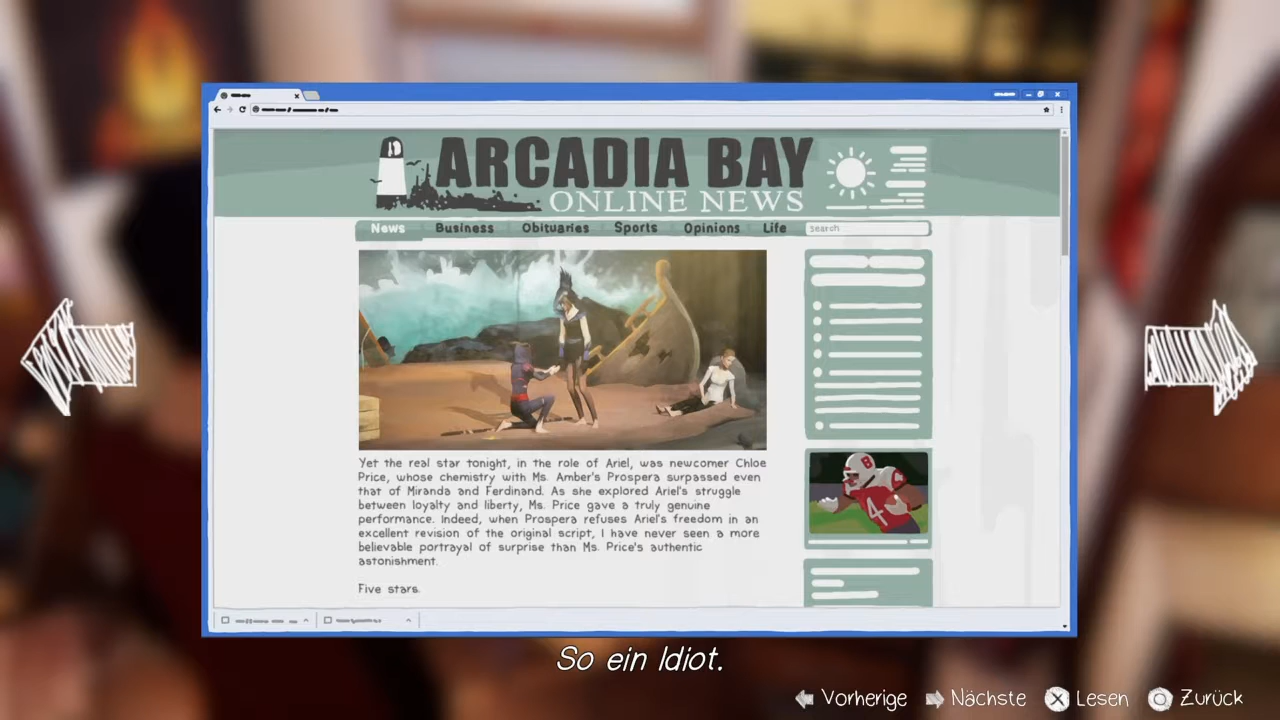 ARCADIA BAY
ONLINE NEWS
News Business Obituaries Sports Opinions Life search
Yet the real star tonight, in the role of Ariel, was newcomer Chloe
Price, whose chemistry with Ms. Amber's Prospera surpassed even
that of Miranda and Ferdinand. As she explored Ariel's struggle
between loyalty and liberty, Ms. Price gave a truly genuine
performance. Indeed, when Prospera refuses Ariel's freedom in an
excellent revision of the original script, I have never seen a more
believable portrayal of surprise than Ms. Price's authentic
astonishment.
Five stars.
B
4
So ein Idiot.
Vorherige Nächste Lesen Zurück